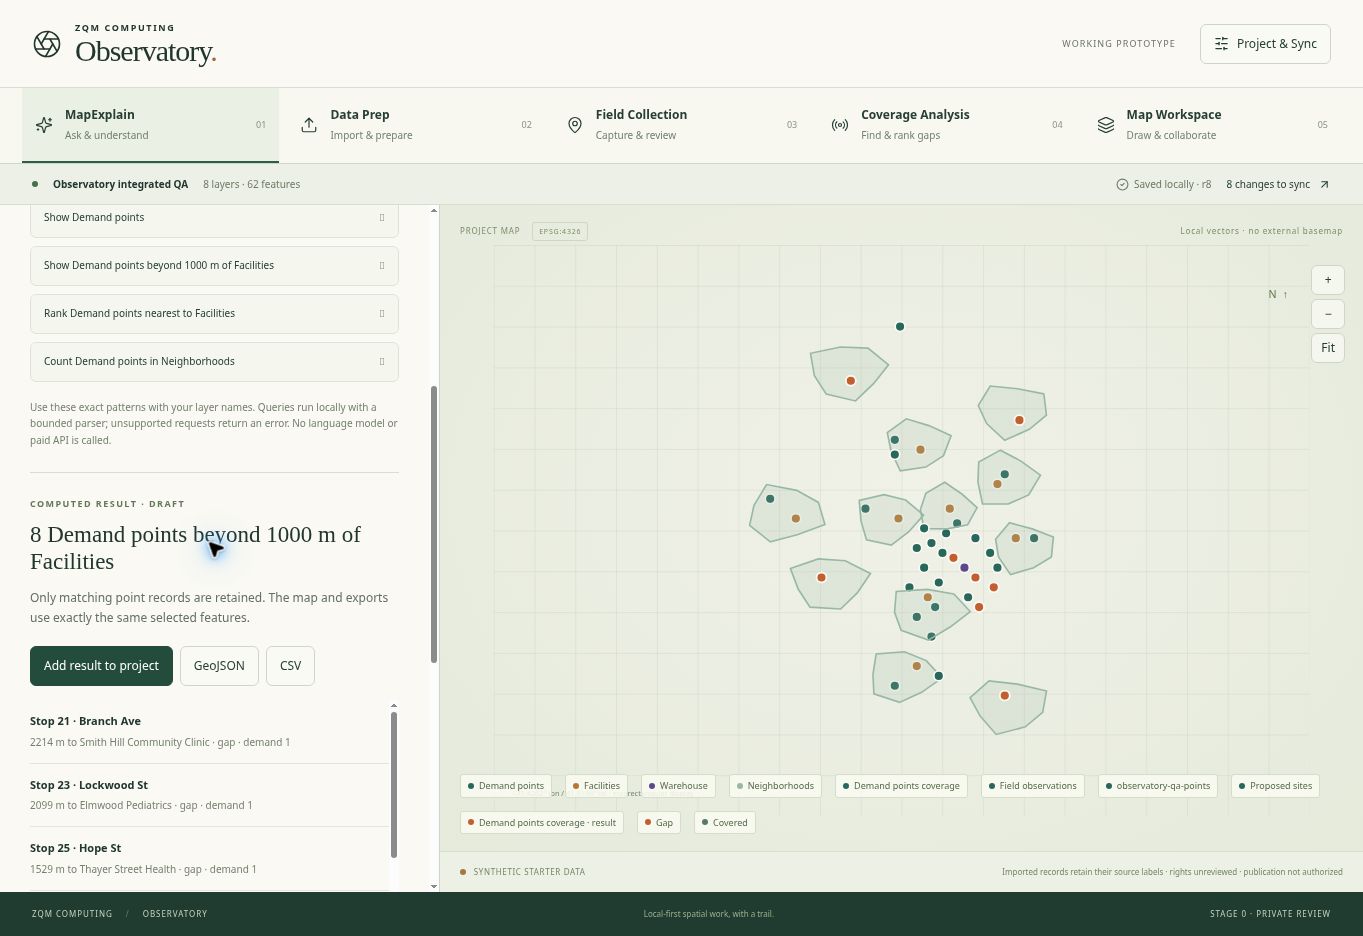 ZQM COMPUTING
Observatory.
WORKING PROTOTYPE
Project & Sync
MapExplain
Ask & understand
01
Data Prep
Import & prepare
02
Field Collection
Capture & review
03
Coverage Analysis
Find & rank gaps
04
Map Workspace
Draw & collaborate
05
Observatory integrated QA
8 layers · 62 features
Saved locally · r8
8 changes to sync
Show Demand points
Show Demand points beyond 1000 m of Facilities
Rank Demand points nearest to Facilities
Count Demand points in Neighborhoods
Use these exact patterns with your layer names. Queries run locally with a
bounded parser; unsupported requests return an error. No language model or
paid API is called.
COMPUTED RESULT · DRAFT
8 Demand points beyond 1000 m of
Facilities
Only matching point records are retained. The map and exports
use exactly the same selected features.
Add result to project
GeoJSON
CSV
Stop 21 · Branch Ave
2214 m to Smith Hill Community Clinic · gap · demand 1
Stop 23 · Lockwood St
2099 m to Elmwood Pediatrics · gap · demand 1
Stop 25 · Hope St
1529 m to Thayer Street Health · gap · demand 1
PROJECT MAP
EPSG:4326
Local vectors · no external basemap
N ↑
+
−
Fit
Demand points
Facilities
Warehouse
Neighborhoods
Demand points coverage
Field observations
observatory-qa-points
Proposed sites
Demand points coverage · result
Gap
Covered
SYNTHETIC STARTER DATA
Imported records retain their source labels · rights unreviewed · publication not authorized
ZQM COMPUTING / OBSERVATORY
Local-first spatial work, with a trail.
STAGE 0 · PRIVATE REVIEW